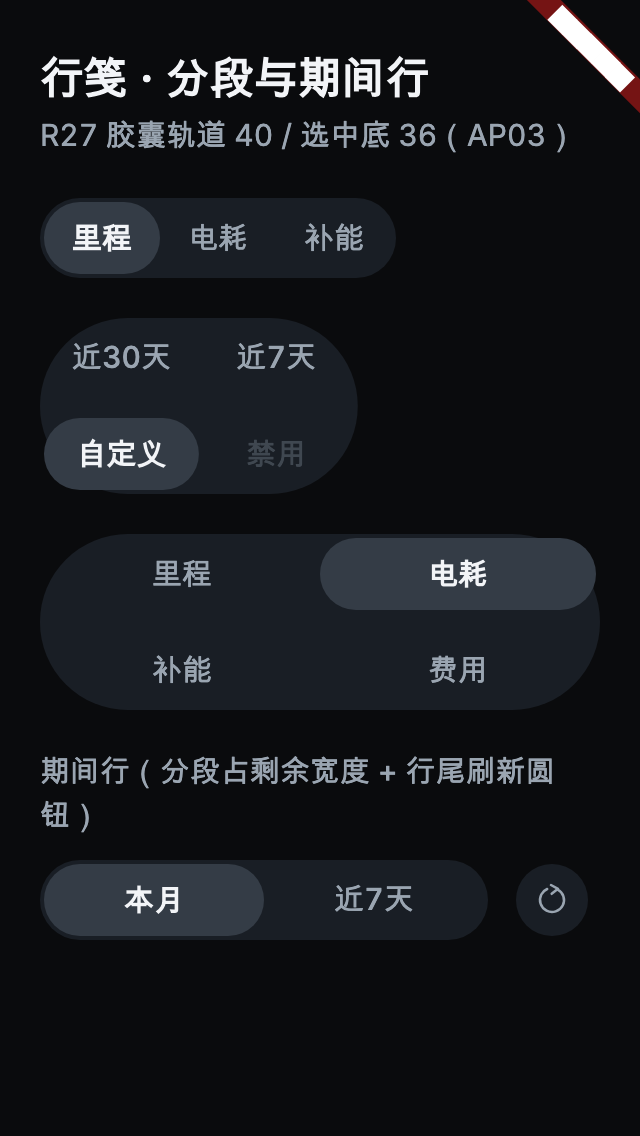 行笺 · 分段与期间行
R27 胶囊轨道 40 / 选中底 36 ( AP03 )
里程 电耗 补能
近30天 近7天
自定义 禁用
里程 电耗
补能 费用
期间行 ( 分段占剩余宽度 + 行尾刷新圆
钮 )
本月 近7天